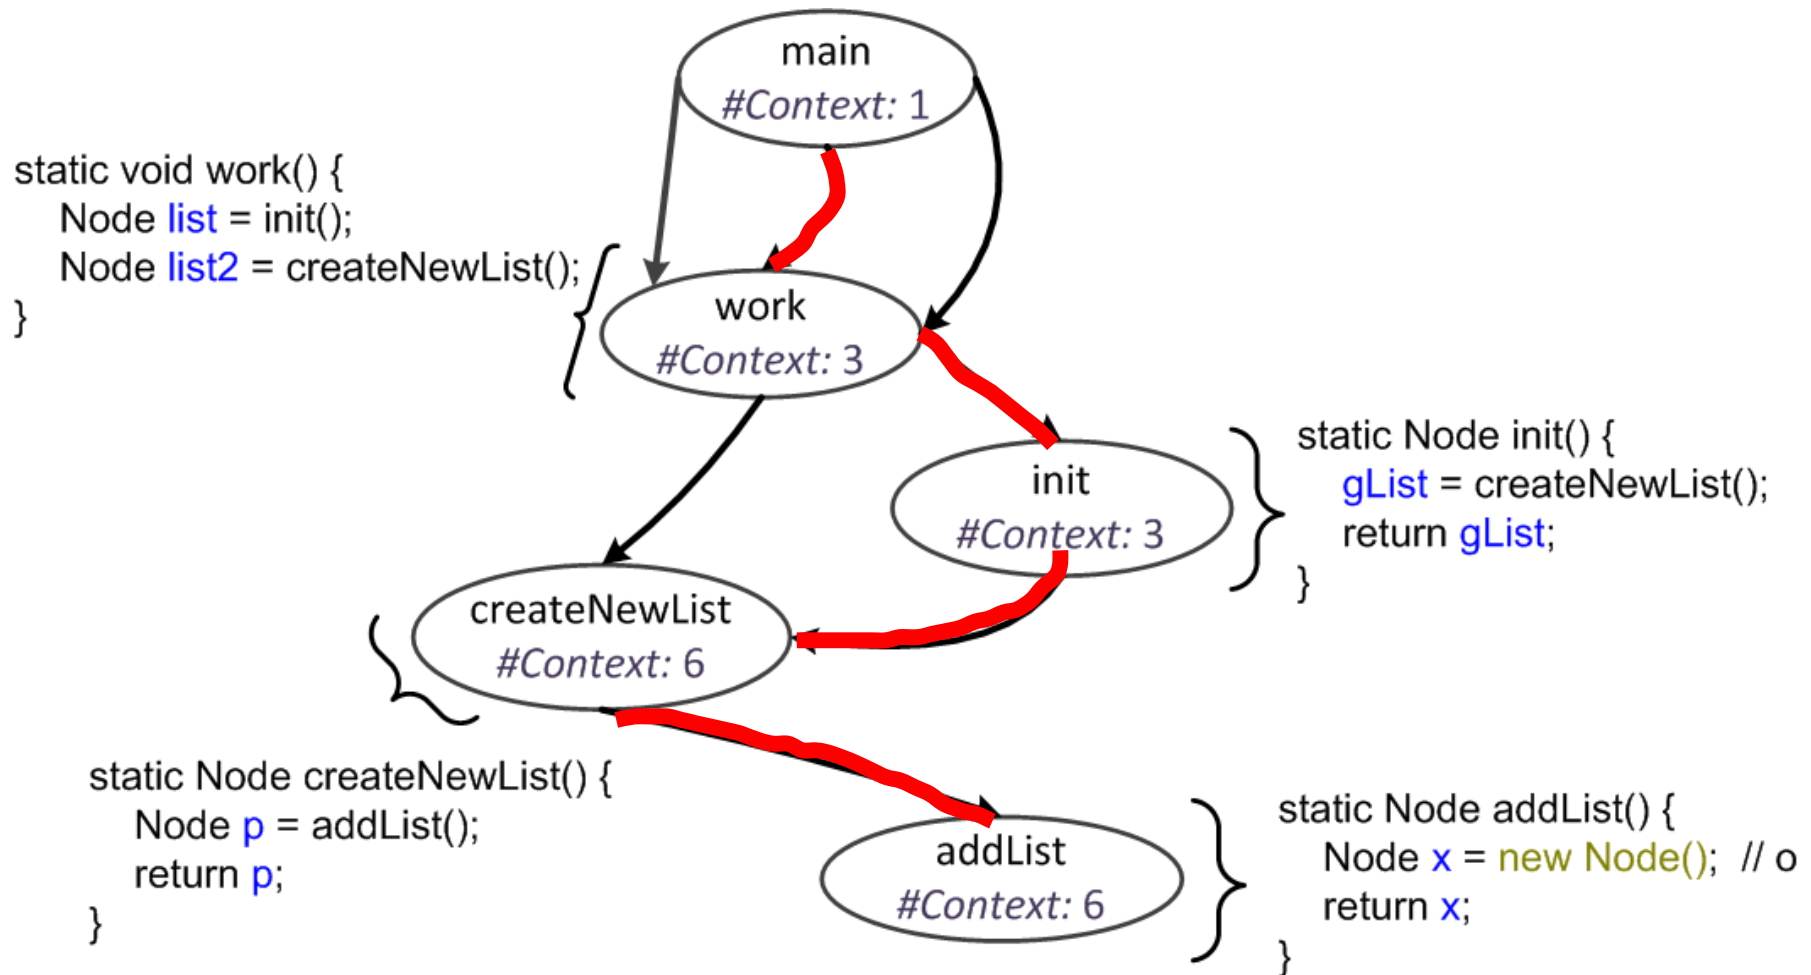 main
#Context: 1
static void work() {
Node list = init();
Node list2 = createNewList();
}
work
#Context: 3
init
#Context: 3
static Node init() {
gList = createNewList();
return gList;
}
createNewList
#Context: 6
static Node createNewList() {
Node p = addList();
return p;
}
addList
#Context: 6
static Node addList() {
Node x = new Node(); // o
return x;
}